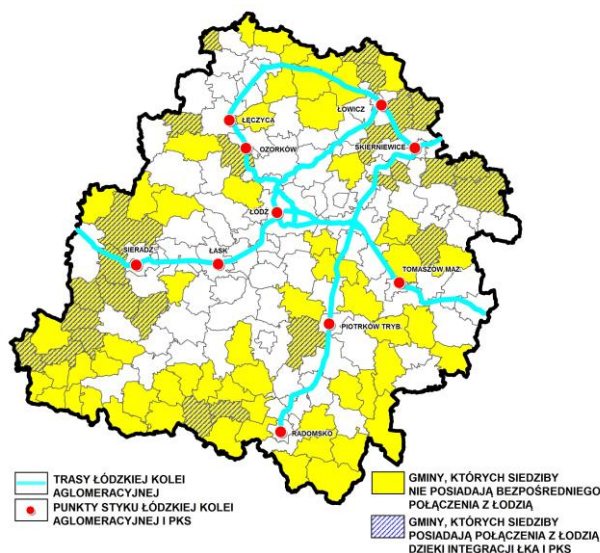 ŁOWICZ
ŁĘCZYCA
OZORKÓW
SKIERNIEWICE
ŁÓDŹ
SIERADZ
ŁASK
TOMASZÓW MAZ.
PIOTRKÓW TRYB.
RADOMSKO
TRASY ŁÓDZKIEJ KOLEI
AGLOMERACYJNEJ
PUNKTY STYKU ŁÓDZKIEJ KOLEI
AGLOMERACYJNEJ I PKS
GMINY, KTÓRYCH SIEDZIBY
NIE POSIADAJĄ BEZPOŚREDNIEGO
POŁĄCZENIA Z ŁODZIĄ
GMINY, KTÓRYCH SIEDZIBY
POSIADAJĄ POŁĄCZENIA Z ŁODZIĄ
DZIĘKI INTEGRACJI ŁKA I PKS